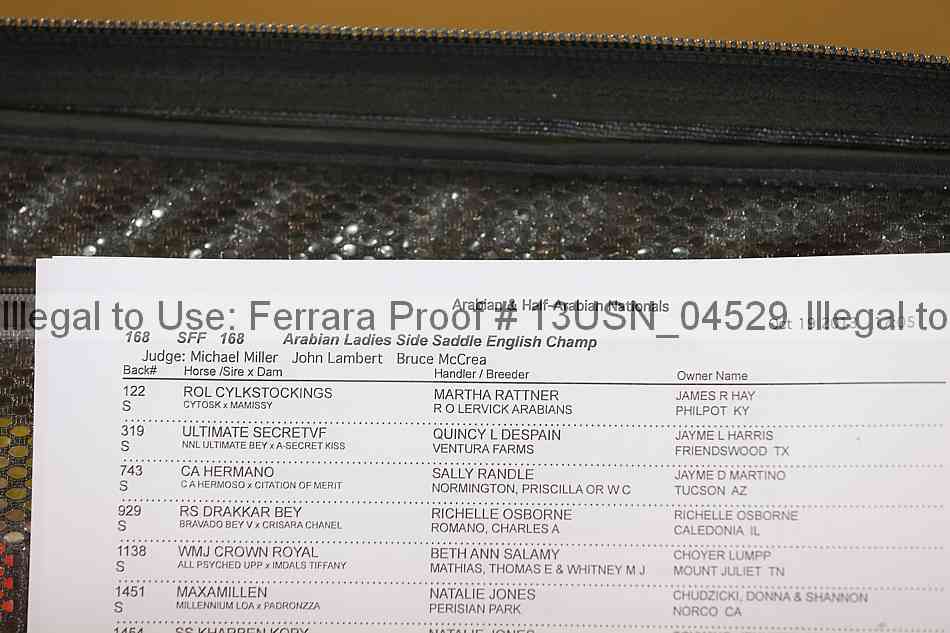 Arabian & Half-Arabian Nationals
Illegal to Use: Ferrara Proof # 13USN_04529 Illegal to
168 SFF 168 Arabian Ladies Side Saddle English Champ
Judge: Michael Miller John Lambert Bruce McCrea
Back# Horse /Sire x Dam Handler / Breeder Owner Name
122 ROL CYLKSTOCKINGS MARTHA RATTNER JAMES R HAY
S CYTOSK x MAMISSY R O LERVICK ARABIANS PHILPOT KY
319 ULTIMATE SECRETVF QUINCY L DESPAIN JAYME L HARRIS
S NNL ULTIMATE BEY x A-SECRET KISS VENTURA FARMS FRIENDSWOOD TX
743 CA HERMANO SALLY RANDLE JAYME D MARTINO
S C A HERMOSO x CITATION OF MERIT NORMINGTON, PRISCILLA OR W C TUCSON AZ
929 RS DRAKKAR BEY RICHELLE OSBORNE RICHELLE OSBORNE
S BRAVADO BEY V x CRISARA CHANEL ROMANO, CHARLES A CALEDONIA IL
1138 WMJ CROWN ROYAL BETH ANN SALAMY CHOYER LUMPP
S ALL PSYCHED UPP x IMDALS TIFFANY MATHIAS, THOMAS E & WHITNEY M J MOUNT JULIET TN
1451 MAXAMILLEN NATALIE JONES CHUDZICKI, DONNA & SHANNON
S MILLENNIUM LOA x PADRONZZA PERISIAN PARK NORCO CA